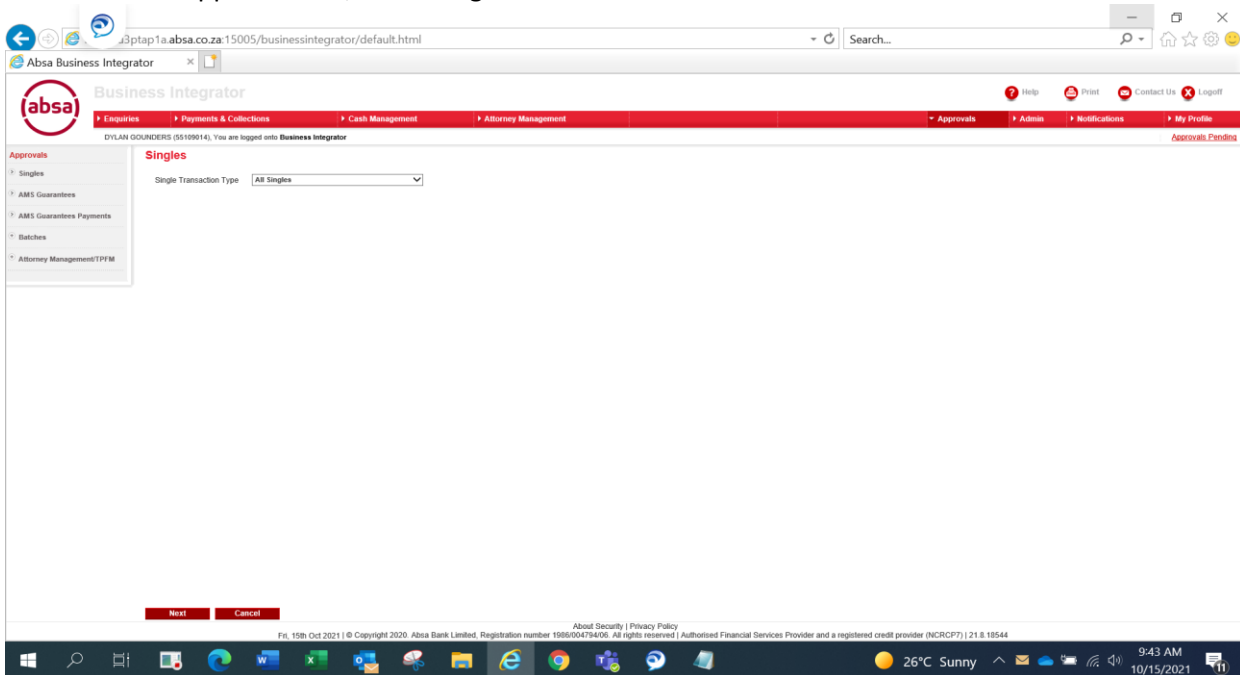 3ptap1a.absa.co.za:15005/businessintegrator/default.html
Search...
Absa Business Integrator
absa
Business Integrator
Help
Print
Contact Us
Logoff
Enquiries
Payments & Collections
Cash Management
Attorney Management
Approvals
Admin
Notifications
My Profile
DYLAN GOUNDERS (55109014), You are logged onto Business Integrator
Approvals Pending
Approvals
Singles
AMS Guarantees
AMS Guarantees Payments
Batches
Attorney Management/TPFM
Singles
Single Transaction Type
All Singles
Next
Cancel
About Security | Privacy Policy
Fri, 15th Oct 2021 | © Copyright 2020. Absa Bank Limited, Registration number 1986/004794/06. All rights reserved | Authorised Financial Services Provider and a registered credit provider (NCRCP7) | 21.8.18544
26°C Sunny
9:43 AM
10/15/2021
11